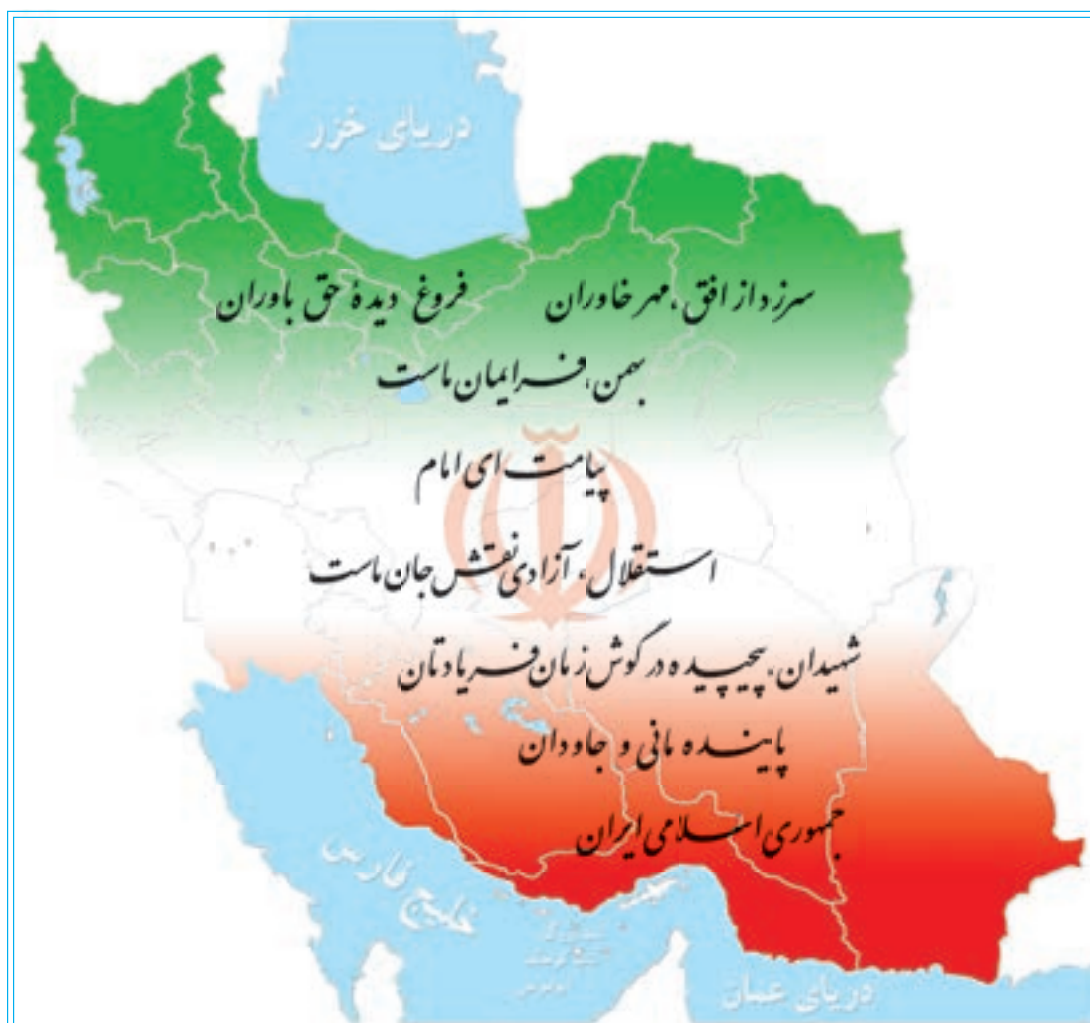 دریای خزر
سرزد از افق، مهر خاوران فروغ دیدهٔ حق باوران
بهمن، فر ایمان ماست
پیامت ای امام
استقلال، آزادی نقش جان ماست
شهیدان، پیچیده در گوش زمان فریادتان
پاینده مانی و جاودان
جمهوری اسلامی ایران
خلیج فارس
دریای عمان